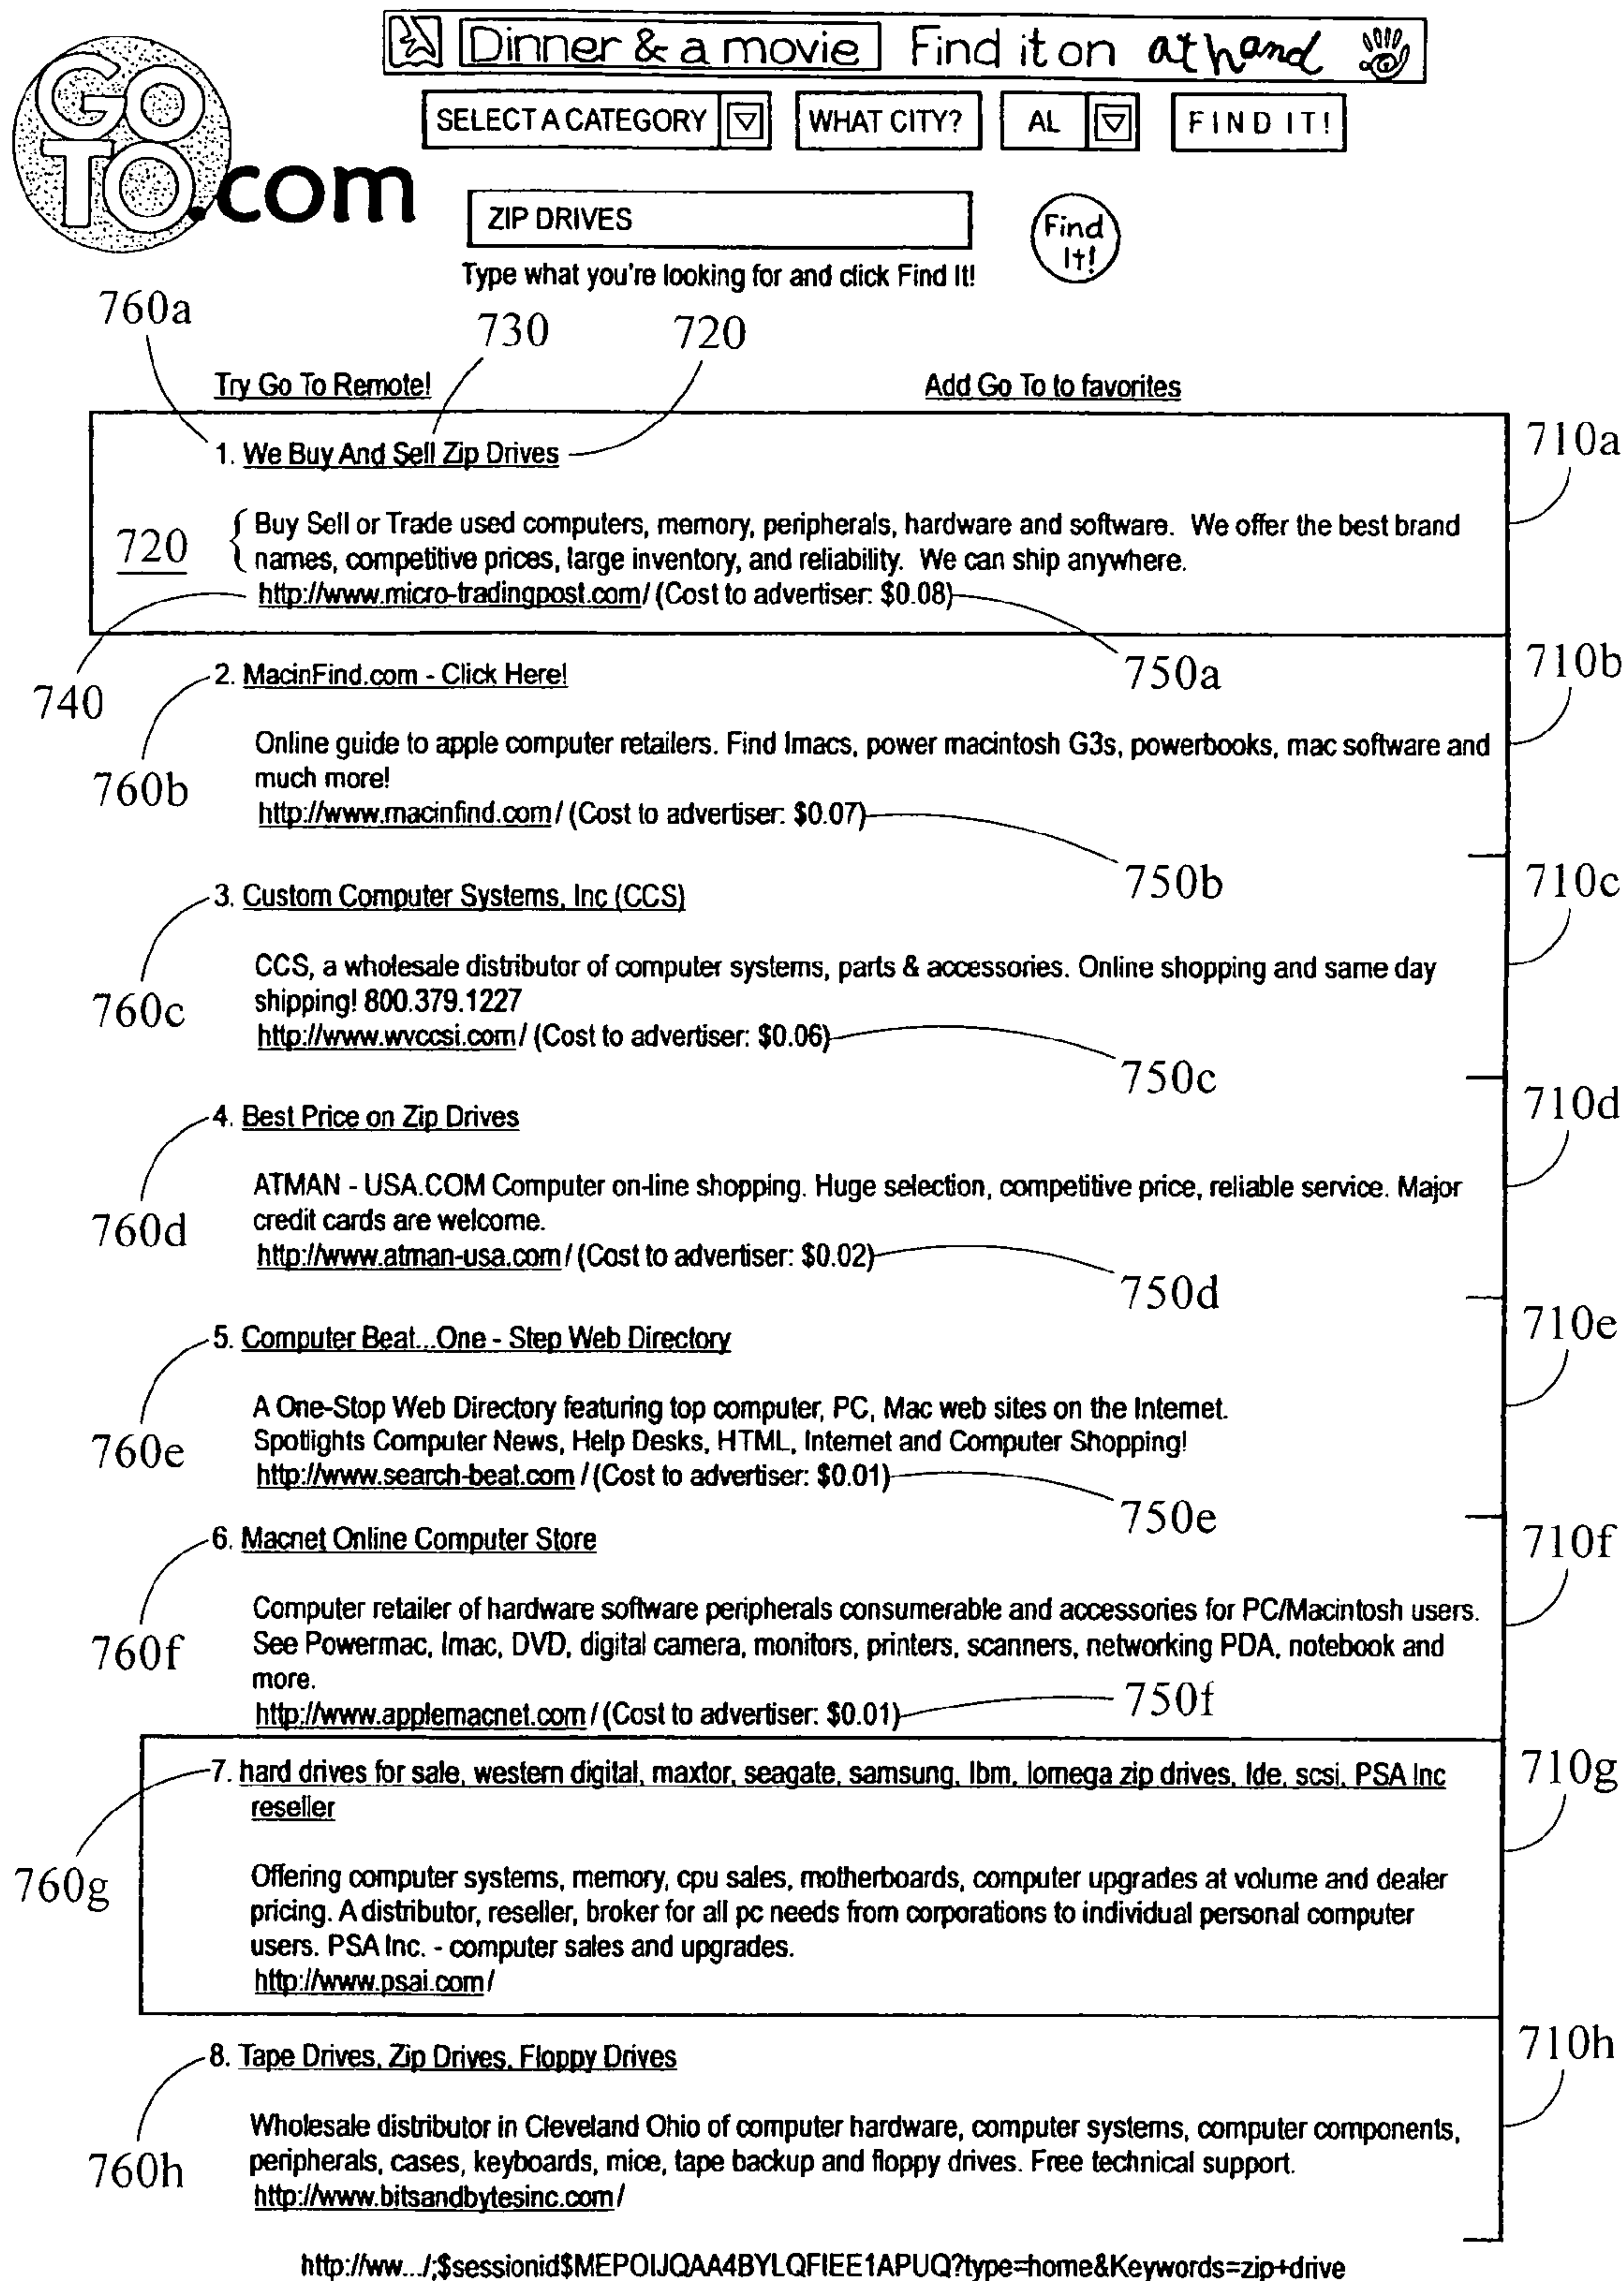 Dinner & a movie Find it on at hand
GO TO.com
SELECT A CATEGORY WHAT CITY? AL FIND IT!
ZIP DRIVES Find It!
Type what you're looking for and click Find It!
760a 730 720
Try Go To Remote! Add Go To to favorites
710a
1. We Buy And Sell Zip Drives
720 Buy Sell or Trade used computers, memory, peripherals, hardware and software. We offer the best brand
names, competitive prices, large inventory, and reliability. We can ship anywhere.
http://www.micro-tradingpost.com/ (Cost to advertiser: $0.08)
740 750a 710b
2. MacinFind.com - Click Here!
760b Online guide to apple computer retailers. Find Imacs, power macintosh G3s, powerbooks, mac software and
much more!
http://www.macinfind.com/ (Cost to advertiser: $0.07)
750b 710c
3. Custom Computer Systems, Inc (CCS)
760c CCS, a wholesale distributor of computer systems, parts & accessories. Online shopping and same day
shipping! 800.379.1227
http://www.wvccsi.com/ (Cost to advertiser: $0.06)
750c 710d
4. Best Price on Zip Drives
760d ATMAN - USA.COM Computer on-line shopping. Huge selection, competitive price, reliable service. Major
credit cards are welcome.
http://www.atman-usa.com/ (Cost to advertiser: $0.02)
750d 710e
5. Computer Beat...One - Step Web Directory
760e A One-Stop Web Directory featuring top computer, PC, Mac web sites on the Internet.
Spotlights Computer News, Help Desks, HTML, Internet and Computer Shopping!
http://www.search-beat.com / (Cost to advertiser: $0.01)
750e 710f
6. Macnet Online Computer Store
760f Computer retailer of hardware software peripherals consumerable and accessories for PC/Macintosh users.
See Powermac, Imac, DVD, digital camera, monitors, printers, scanners, networking PDA, notebook and
more.
http://www.applemacnet.com / (Cost to advertiser: $0.01) 750f
710g
7. hard drives for sale, western digital, maxtor, seagate, samsung, Ibm, Iomega zip drives, Ide, scsi, PSA Inc
reseller
760g Offering computer systems, memory, cpu sales, motherboards, computer upgrades at volume and dealer
pricing. A distributor, reseller, broker for all pc needs from corporations to individual personal computer
users. PSA Inc. - computer sales and upgrades.
http://www.psai.com/
710h
8. Tape Drives, Zip Drives, Floppy Drives
760h Wholesale distributor in Cleveland Ohio of computer hardware, computer systems, computer components,
peripherals, cases, keyboards, mice, tape backup and floppy drives. Free technical support.
http://www.bitsandbytesinc.com/
http://ww.../;$sessionid$MEPOIJQAA4BYLQFIEE1APUQ?type=home&Keywords=zip+drive